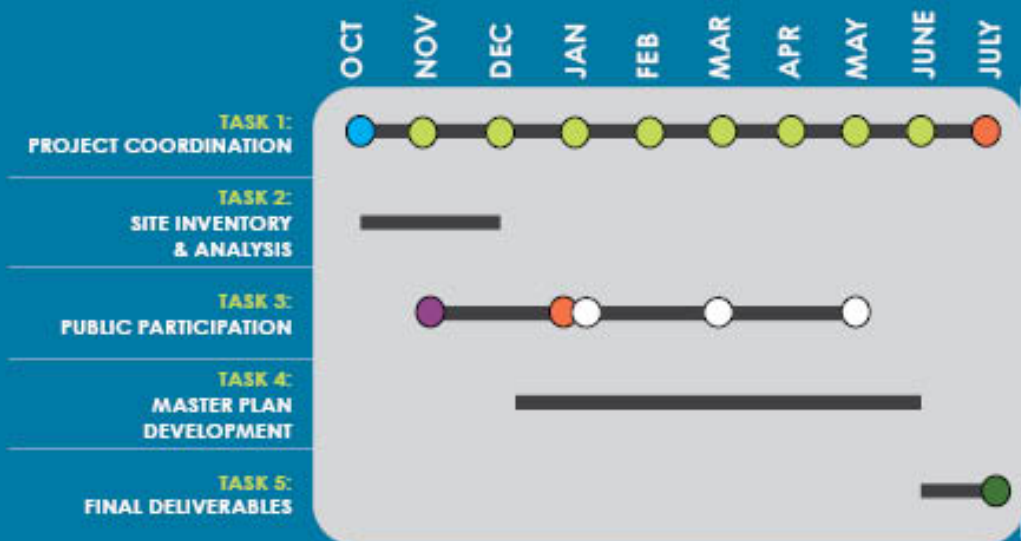 OCT
NOV
DEC
JAN
FEB
MAR
APR
MAY
JUNE
JULY
TASK 1:
PROJECT COORDINATION
TASK 2:
SITE INVENTORY
& ANALYSIS
TASK 3:
PUBLIC PARTICIPATION
TASK 4:
MASTER PLAN
DEVELOPMENT
TASK 5:
FINAL DELIVERABLES